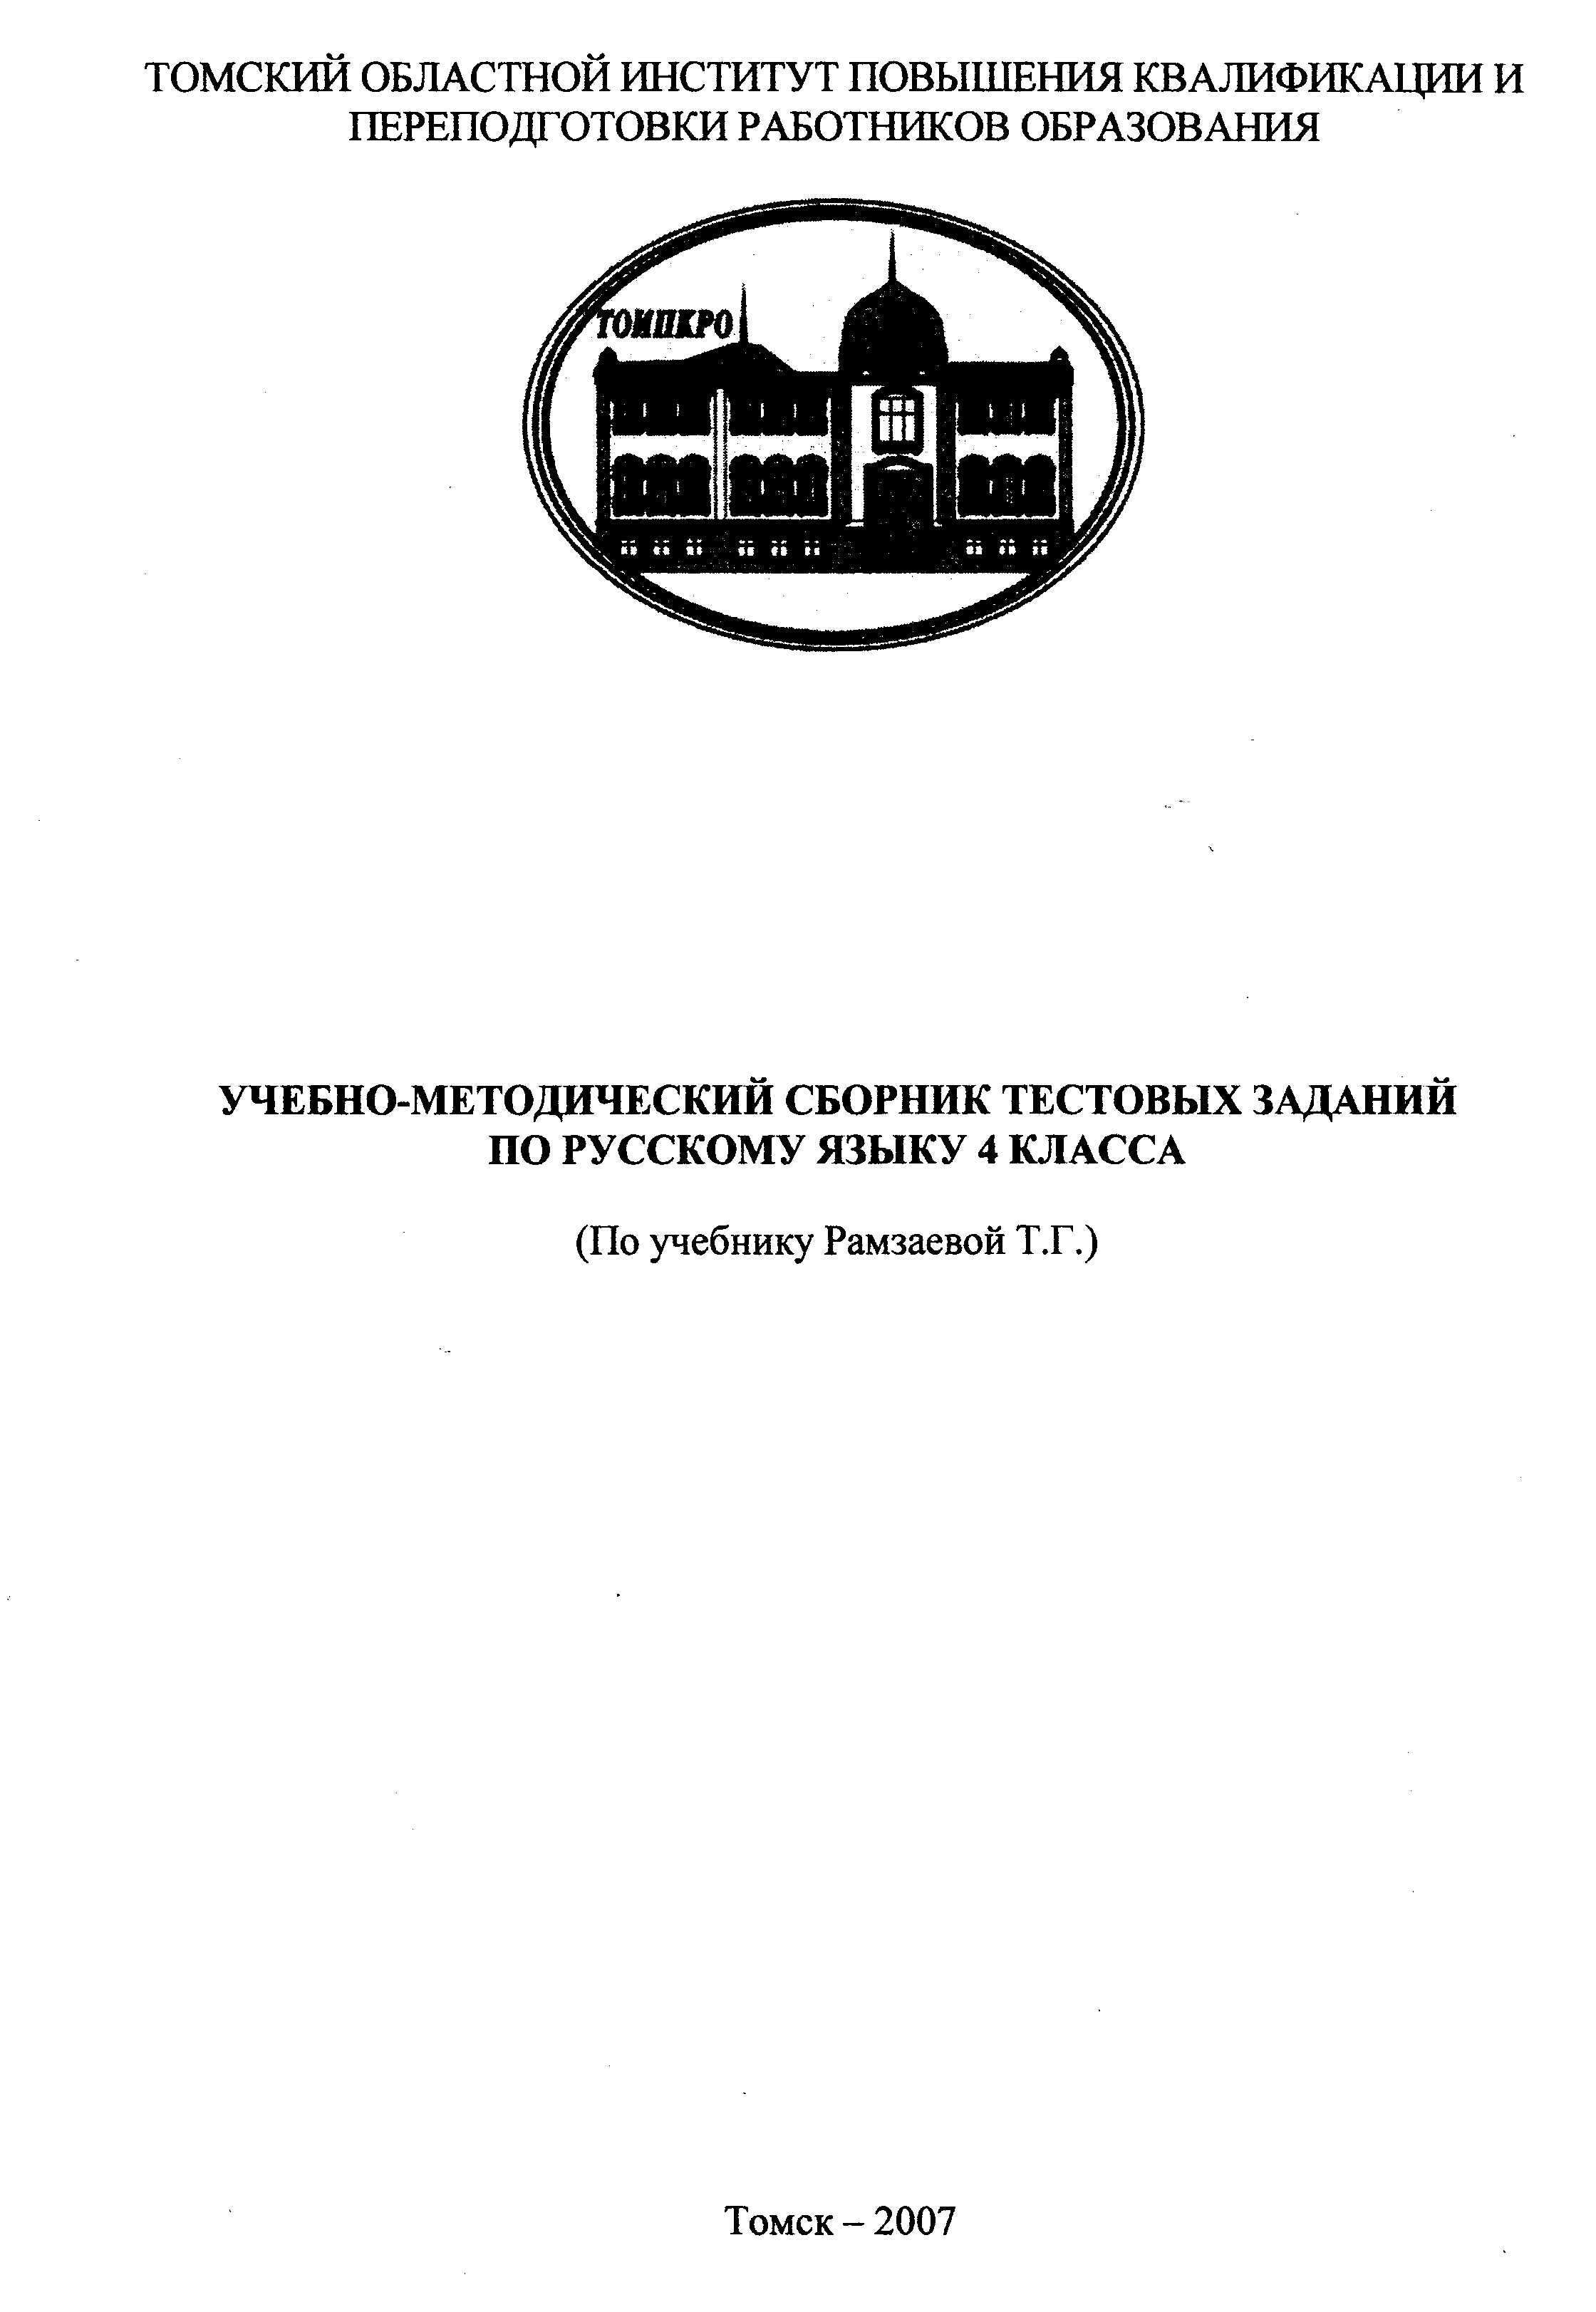 ТОМСКИЙ ОБЛАСТНОЙ ИНСТИТУТ ПОВЫШЕНИЯ КВАЛИФИКАЦИИ И
ПЕРЕПОДГОТОВКИ РАБОТНИКОВ ОБРАЗОВАНИЯ
ТОИПКРО
УЧЕБНО-МЕТОДИЧЕСКИЙ СБОРНИК ТЕСТОВЫХ ЗАДАНИЙ
ПО РУССКОМУ ЯЗЫКУ 4 КЛАССА
(По учебнику Рамзаевой Т.Г.)
Томск – 2007